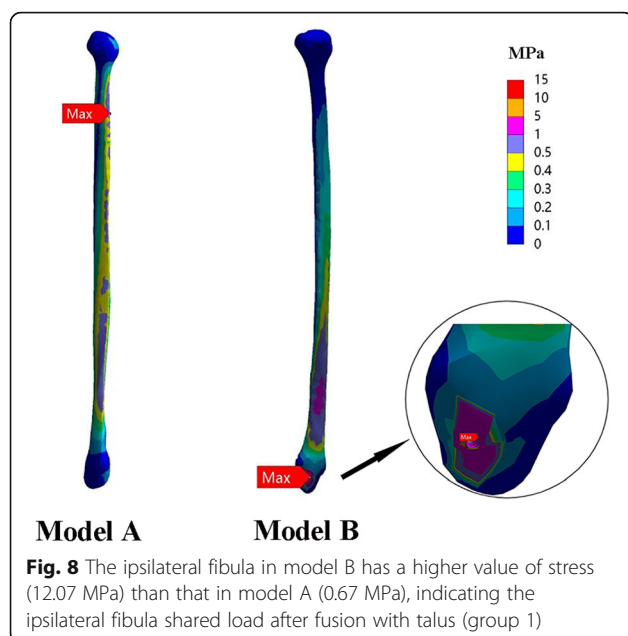 MPa
15
10
5
1
0.5
0.4
0.3
0.2
0.1
0
Max
Max
Max
Model A
Model B
Fig. 8 The ipsilateral fibula in model B has a higher value of stress
(12.07 MPa) than that in model A (0.67 MPa), indicating the
ipsilateral fibula shared load after fusion with talus (group 1)